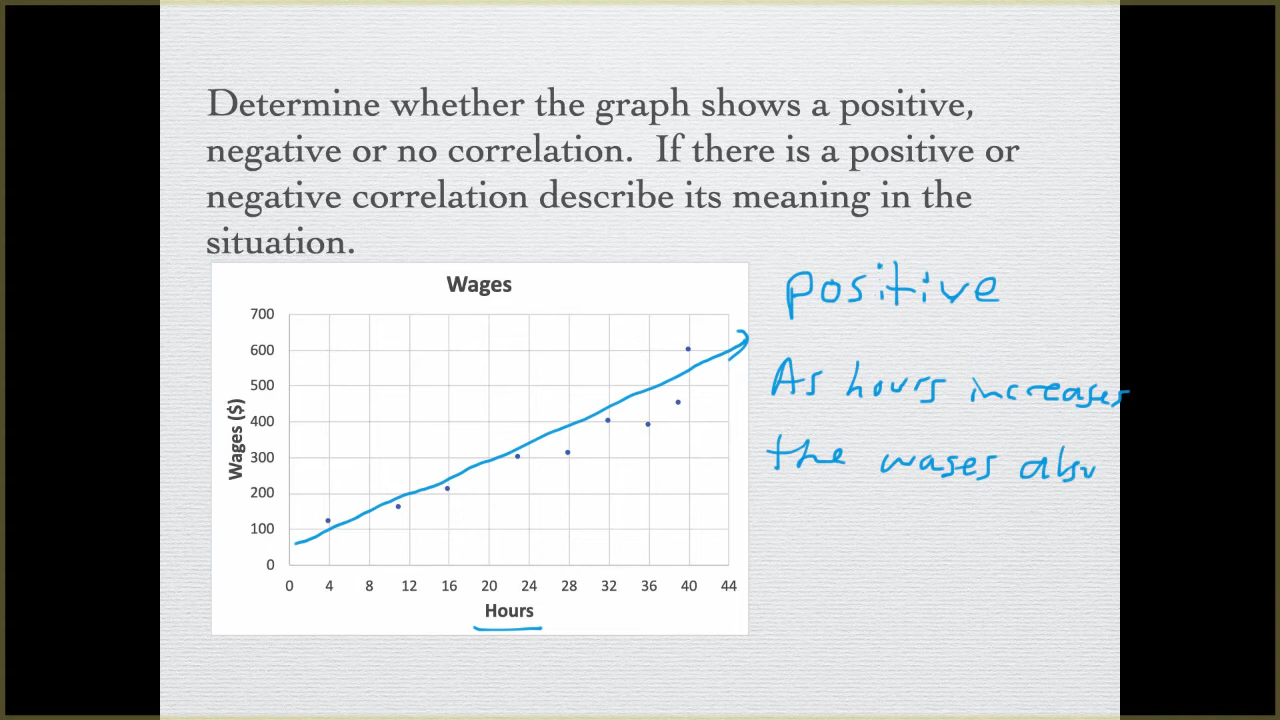 Determine whether the graph shows a positive,
negative or no correlation. If there is a positive or
negative correlation describe its meaning in the
situation.
Wages
positive
As hours increases
the wages also
700
600
500
400
300
200
100
0
Wages ($)
0 4 8 12 16 20 24 28 32 36 40 44
Hours